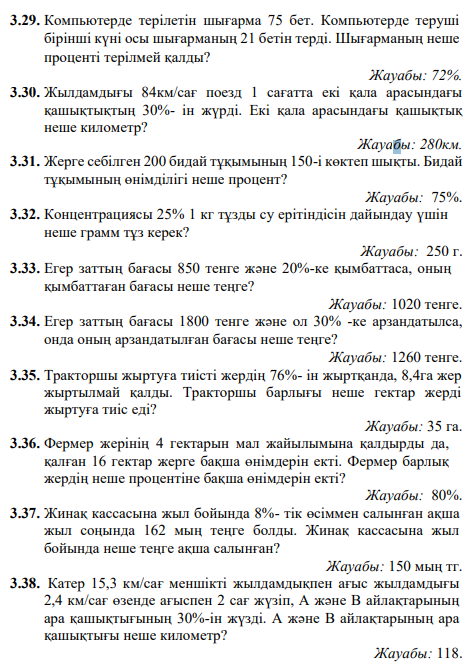 3.29. Компьютерде терілетін шығарма 75 бет. Компьютерде теруші
бірінші күні осы шығарманың 21 бетін терді. Шығарманың неше
проценті терілмей қалды?
Жауабы: 72%.
3.30. Жылдамдығы 84км/сағ поезд 1 сағатта екі қала арасындағы
қашықтықтың 30%- ін жүрді. Екі қала арасындағы қашықтық
неше километр?
Жауабы: 280км.
3.31. Жерге себілген 200 бидай тұқымының 150-і көктеп шықты. Бидай
тұқымының өнімділігі неше процент?
Жауабы: 75%.
3.32. Концентрациясы 25% 1 кг тұзды су ерітіндісін дайындау үшін
неше грамм тұз керек?
Жауабы: 250 г.
3.33. Егер заттың бағасы 850 тенге және 20%-ке қымбаттаса, оның
қымбаттаған бағасы неше теңге?
Жауабы: 1020 тенге.
3.34. Егер заттың бағасы 1800 тенге және ол 30% -ке арзандатылса,
онда оның арзандатылған бағасы неше теңге?
Жауабы: 1260 тенге.
3.35. Тракторшы жыртуға тиісті жердің 76%- ін жыртқанда, 8,4га жер
жыртылмай қалды. Тракторшы барлығы неше гектар жерді
жыртуға тиіс еді?
Жауабы: 35 га.
3.36. Фермер жерінің 4 гектарын мал жайылымына қалдырды да,
қалған 16 гектар жерге бақша өнімдерін екті. Фермер барлық
жердің неше процентіне бақша өнімдерін екті?
Жауабы: 80%.
3.37. Жинақ кассасына жыл бойында 8%- тік өсіммен салынған ақша
жыл соңында 162 мың теңге болды. Жинақ кассасына жыл
бойында неше теңге ақша салынған?
Жауабы: 150 мың тг.
3.38. Катер 15,3 км/сағ меншікті жылдамдықпен ағыс жылдамдығы
2,4 км/сағ өзенде ағыспен 2 сағ жүзіп, А және В айлақтарының
ара қашықтығының 30%-ін жүзді. А және В айлақтарының ара
қашықтығы неше километр?
Жауабы: 118.